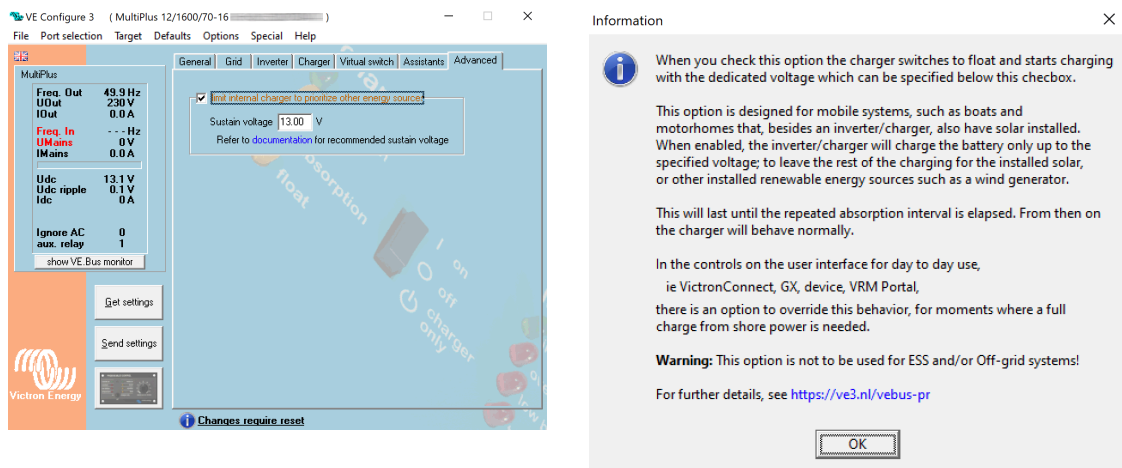 VE Configure 3 ( MultiPlus 12/1600/70-16 )
File Port selection Target Defaults Options Special Help
General Grid Inverter Charger Virtual switch Assistants Advanced
MultiPlus
Freq. Out 49.9 Hz
UOut 230 V
IOut 0.0 A
Freq. In - - - Hz
UMains 0 V
IMains 0.0 A
Udc 13.1 V
Udc ripple 0.1 V
Idc 0 A
Ignore AC 0
aux. relay 1
show VE.Bus monitor
Get settings
Send settings
Victron Energy
limit internal charger to prioritize other energy source
Sustain voltage 13.00 V
Refer to documentation for recommended sustain voltage
absorption
float
on
off
charger
only
Changes require reset
Information
When you check this option the charger switches to float and starts charging
with the dedicated voltage which can be specified below this checbox.
This option is designed for mobile systems, such as boats and
motorhomes that, besides an inverter/charger, also have solar installed.
When enabled, the inverter/charger will charge the battery only up to the
specified voltage; to leave the rest of the charging for the installed solar,
or other installed renewable energy sources such as a wind generator.
This will last until the repeated absorption interval is elapsed. From then on
the charger will behave normally.
In the controls on the user interface for day to day use,
ie VictronConnect, GX, device, VRM Portal,
there is an option to override this behavior, for moments where a full
charge from shore power is needed.
Warning: This option is not to be used for ESS and/or Off-grid systems!
For further details, see https://ve3.nl/vebus-pr
OK